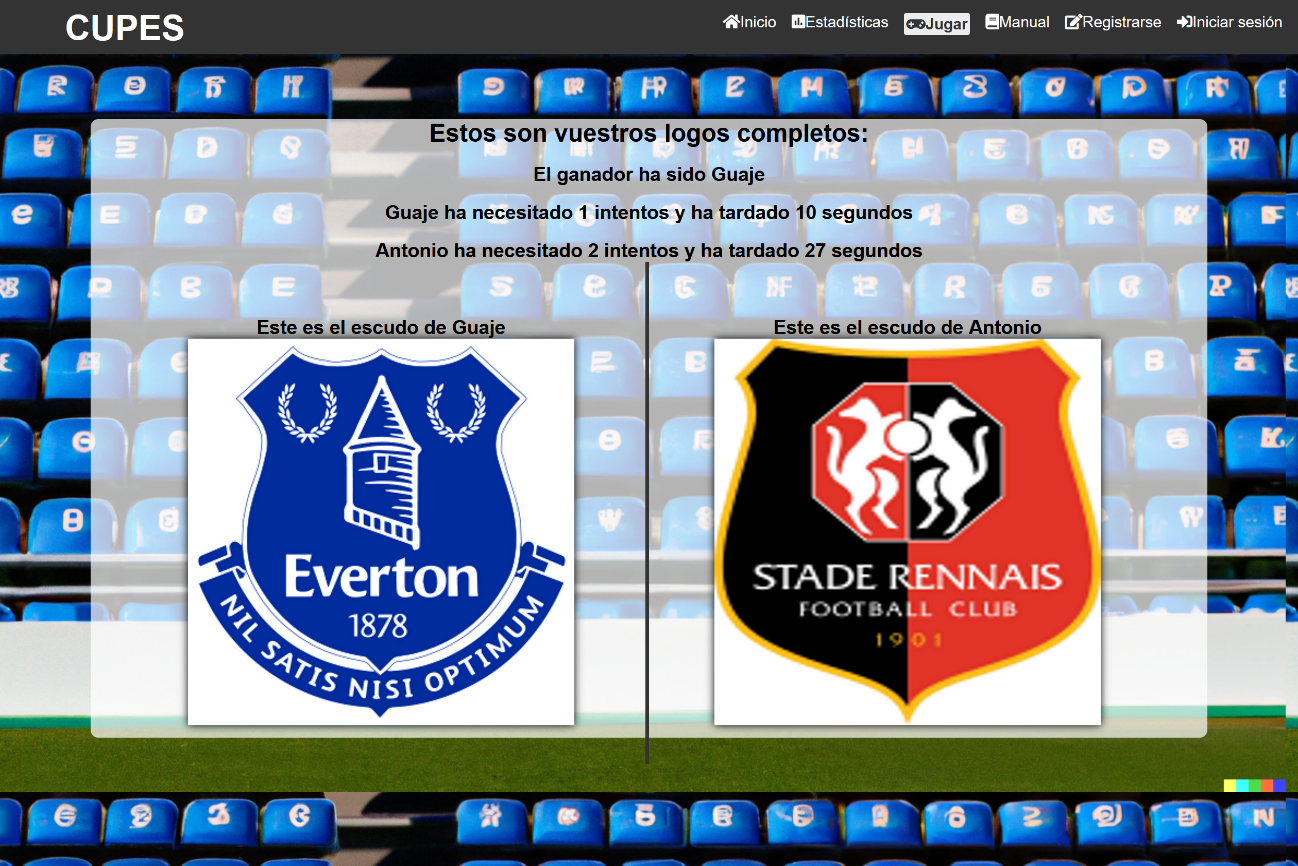 CUPES
Inicio Estadísticas Jugar Manual Registrarse Iniciar sesión
Estos son vuestros logos completos:
El ganador ha sido Guaje
Guaje ha necesitado 1 intentos y ha tardado 10 segundos
Antonio ha necesitado 2 intentos y ha tardado 27 segundos
Este es el escudo de Guaje
Everton
1878
NIL SATIS NISI OPTIMUM
Este es el escudo de Antonio
STADE RENNAIS
FOOTBALL CLUB
1901